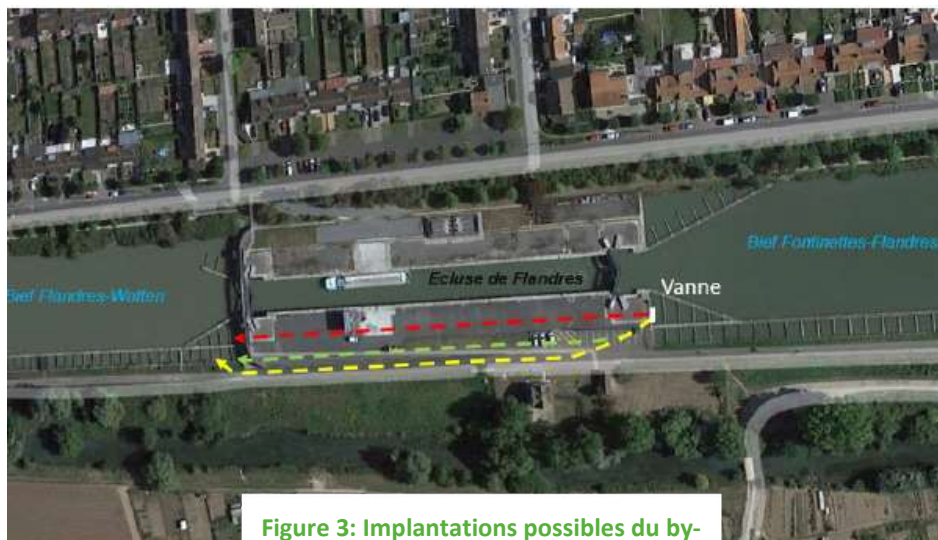 Bief Fontinettes-Flandres
Ecluse de Flandres
Vanne
Bief Flandres-Watten
Figure 3: Implantations possibles du by-